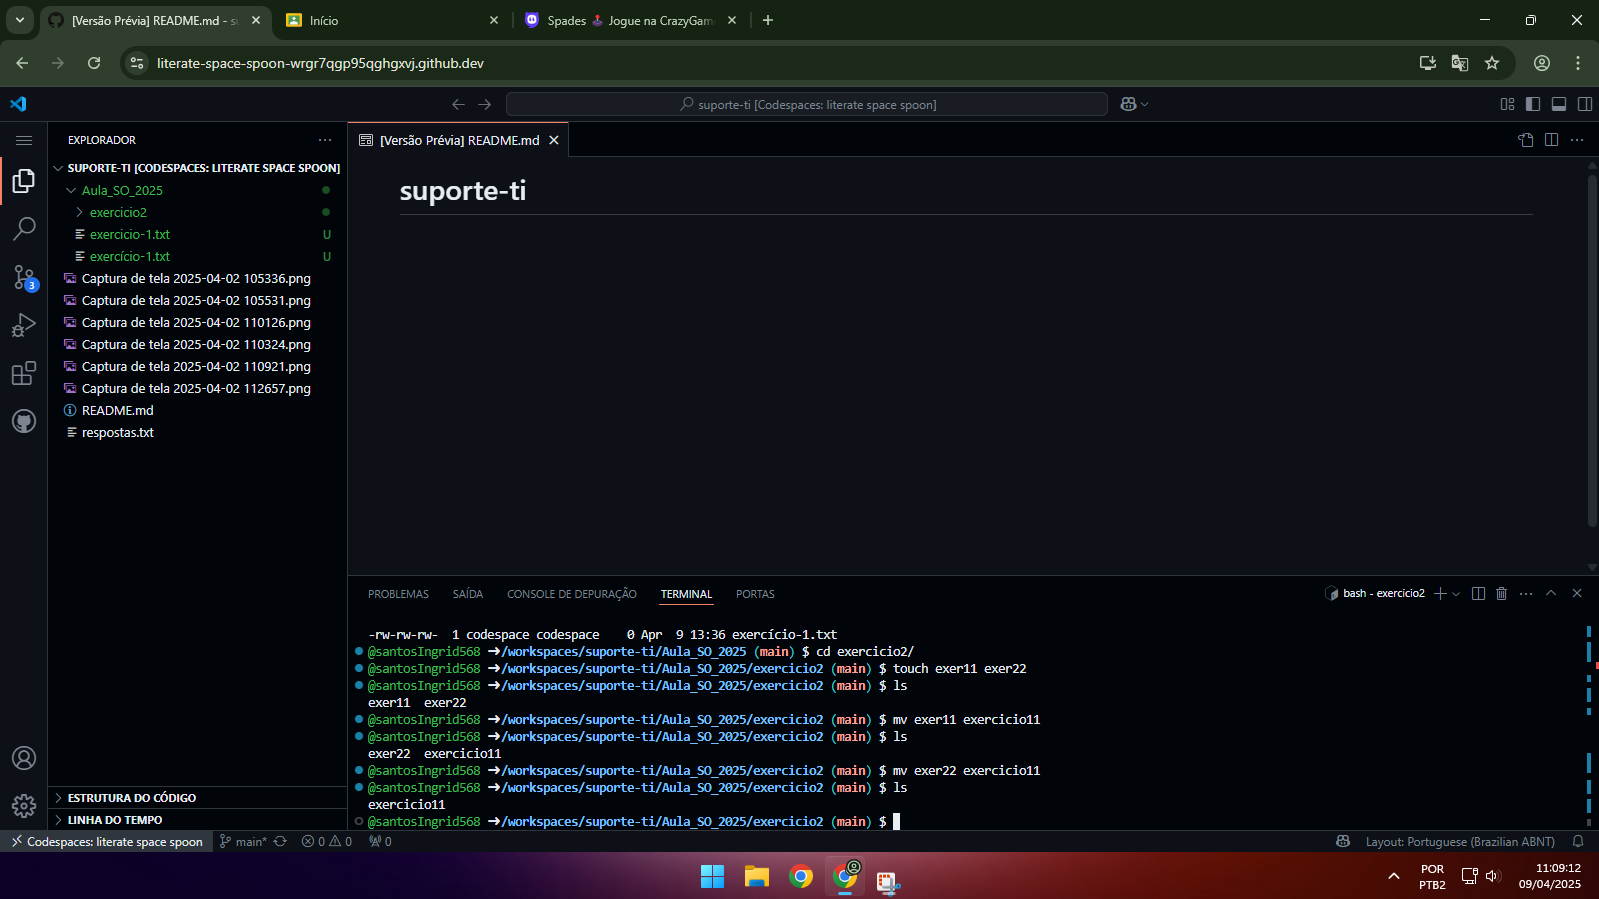 [Versão Prévia] README.md - su
Início
Spades Jogue na CrazyGam
literate-space-spoon-wrgr7qgp95qghgxvj.github.dev
suporte-ti [Codespaces: literate space spoon]
EXPLORADOR
SUPORTE-TI [CODESPACES: LITERATE SPACE SPOON]
Aula_SO_2025
exercicio2
exercicio-1.txt U
exercício-1.txt U
Captura de tela 2025-04-02 105336.png
Captura de tela 2025-04-02 105531.png
Captura de tela 2025-04-02 110126.png
Captura de tela 2025-04-02 110324.png
Captura de tela 2025-04-02 110921.png
Captura de tela 2025-04-02 112657.png
README.md
respostas.txt
3
ESTRUTURA DO CÓDIGO
LINHA DO TEMPO
[Versão Prévia] README.md
suporte-ti
PROBLEMAS SAÍDA CONSOLE DE DEPURAÇÃO TERMINAL PORTAS
bash - exercicio2
-rw-rw-rw- 1 codespace codespace 0 Apr 9 13:36 exercício-1.txt
@santosIngrid568 ➜/workspaces/suporte-ti/Aula_SO_2025 (main) $ cd exercicio2/
@santosIngrid568 ➜/workspaces/suporte-ti/Aula_SO_2025/exercicio2 (main) $ touch exer11 exer22
@santosIngrid568 ➜/workspaces/suporte-ti/Aula_SO_2025/exercicio2 (main) $ ls
exer11 exer22
@santosIngrid568 ➜/workspaces/suporte-ti/Aula_SO_2025/exercicio2 (main) $ mv exer11 exercicio11
@santosIngrid568 ➜/workspaces/suporte-ti/Aula_SO_2025/exercicio2 (main) $ ls
exer22 exercicio11
@santosIngrid568 ➜/workspaces/suporte-ti/Aula_SO_2025/exercicio2 (main) $ mv exer22 exercicio11
@santosIngrid568 ➜/workspaces/suporte-ti/Aula_SO_2025/exercicio2 (main) $ ls
exercicio11
@santosIngrid568 ➜/workspaces/suporte-ti/Aula_SO_2025/exercicio2 (main) $
Codespaces: literate space spoon main* 0 0 0
Layout: Portuguese (Brazilian ABNT)
POR
PTB2
11:09:12
09/04/2025